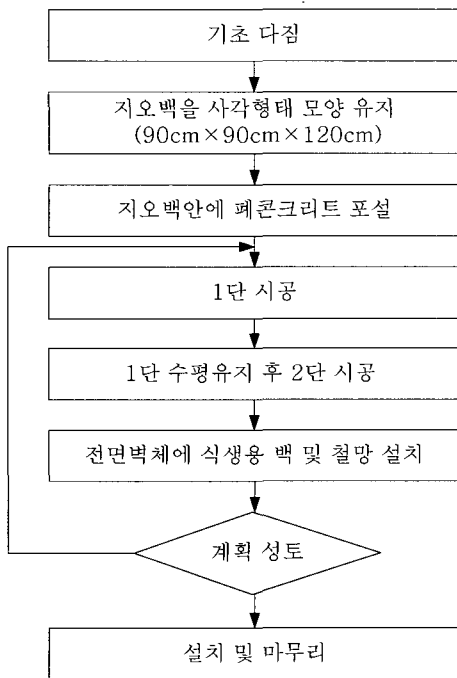 기초 다짐
지오백을 사각형태 모양 유지
(90cm×90cm×120cm)
지오백안에 폐콘크리트 포설
1단 시공
1단 수평유지 후 2단 시공
전면벽체에 식생용 백 및 철망 설치
계획 성토
설치 및 마무리